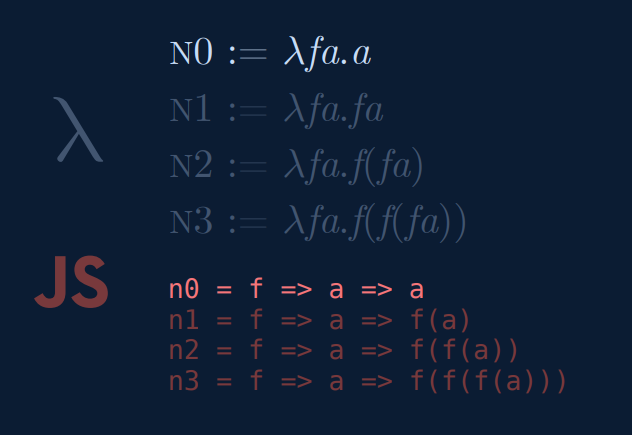 N0 := λfa.a
N1 := λfa.fa
λ
N2 := λfa.f(fa)
N3 := λfa.f(f(fa))
JS
n0 = f => a => a
n1 = f => a => f(a)
n2 = f => a => f(f(a))
n3 = f => a => f(f(f(a)))